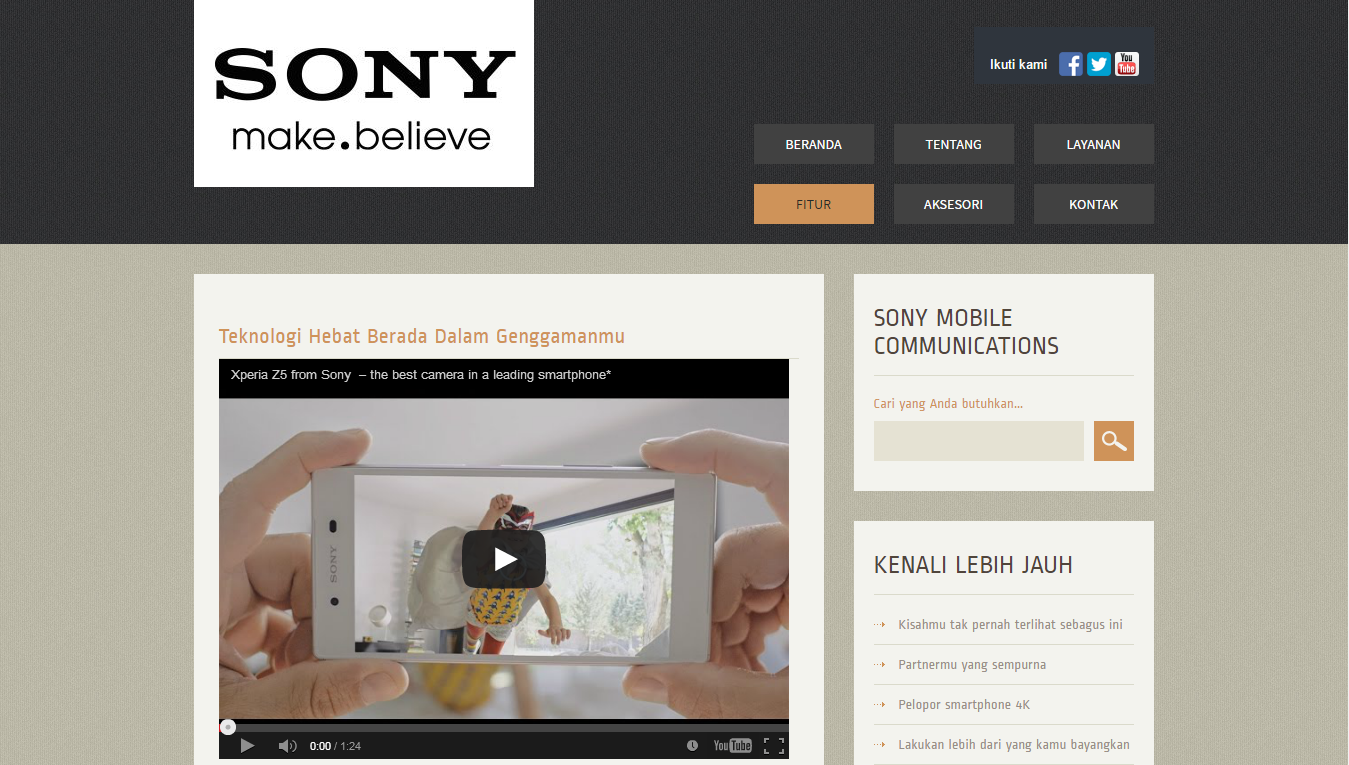 SONY
make.believe
Ikuti kami
You
Tube
BERANDA
TENTANG
LAYANAN
FITUR
AKSESORI
KONTAK
Teknologi Hebat Berada Dalam Genggamanmu
Xperia Z5 from Sony – the best camera in a leading smartphone*
SONY
0:00 / 1:24
YouTube
SONY MOBILE
COMMUNICATIONS
Cari yang Anda butuhkan...
KENALI LEBIH JAUH
Kisahmu tak pernah terlihat sebagus ini
Partnermu yang sempurna
Pelopor smartphone 4K
Lakukan lebih dari yang kamu bayangkan